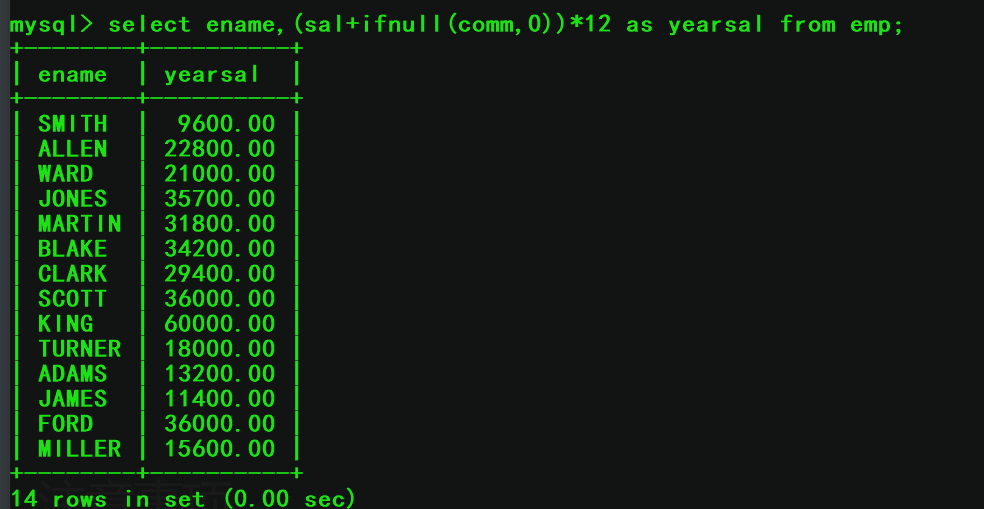 mysql> select ename,(sal+ifnull(comm,0))*12 as yearsal from emp;
+---------+-----------+
| ename | yearsal |
+---------+-----------+
| SMITH | 9600.00 |
| ALLEN | 22800.00 |
| WARD | 21000.00 |
| JONES | 35700.00 |
| MARTIN | 31800.00 |
| BLAKE | 34200.00 |
| CLARK | 29400.00 |
| SCOTT | 36000.00 |
| KING | 60000.00 |
| TURNER | 18000.00 |
| ADAMS | 13200.00 |
| JAMES | 11400.00 |
| FORD | 36000.00 |
| MILLER | 15600.00 |
+---------+-----------+
14 rows in set (0.00 sec)